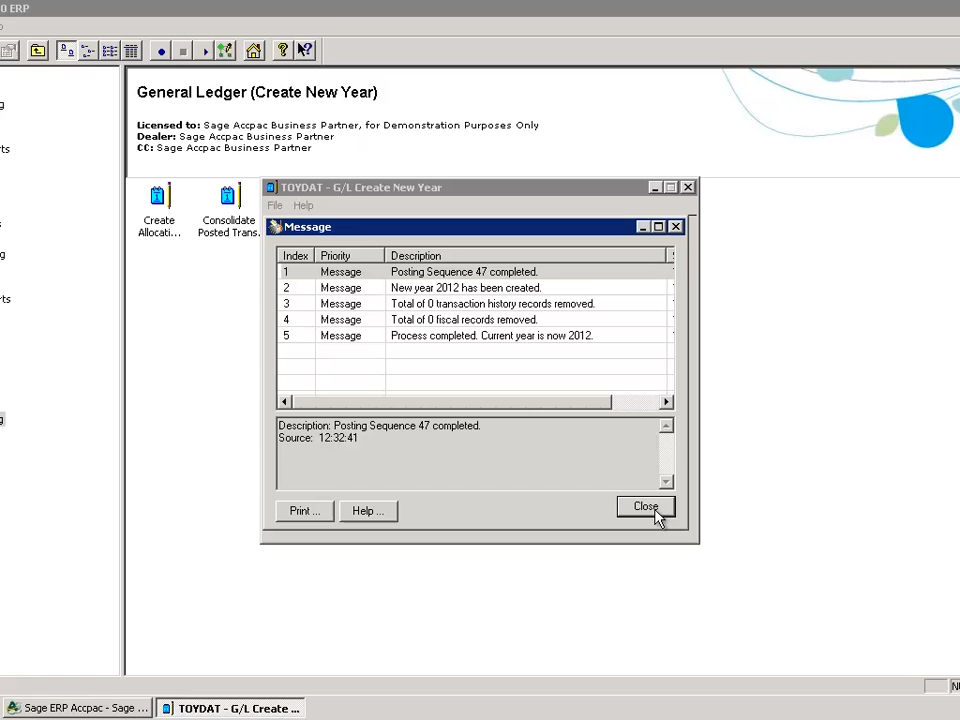 0 ERP
General Ledger (Create New Year)
Licensed to: Sage Accpac Business Partner, for Demonstration Purposes Only
Dealer: Sage Accpac Business Partner
CC: Sage Accpac Business Partner
Create
Allocati...
Consolidate
Posted Trans.
TOYDAT - G/L Create New Year
File Help
Message
Index Priority Description
1 Message Posting Sequence 47 completed.
2 Message New year 2012 has been created.
3 Message Total of 0 transaction history records removed.
4 Message Total of 0 fiscal records removed.
5 Message Process completed. Current year is now 2012.
Description: Posting Sequence 47 completed.
Source: 12:32:41
Print ... Help ... Close
Sage ERP Accpac - Sage ... TOYDAT - G/L Create ...